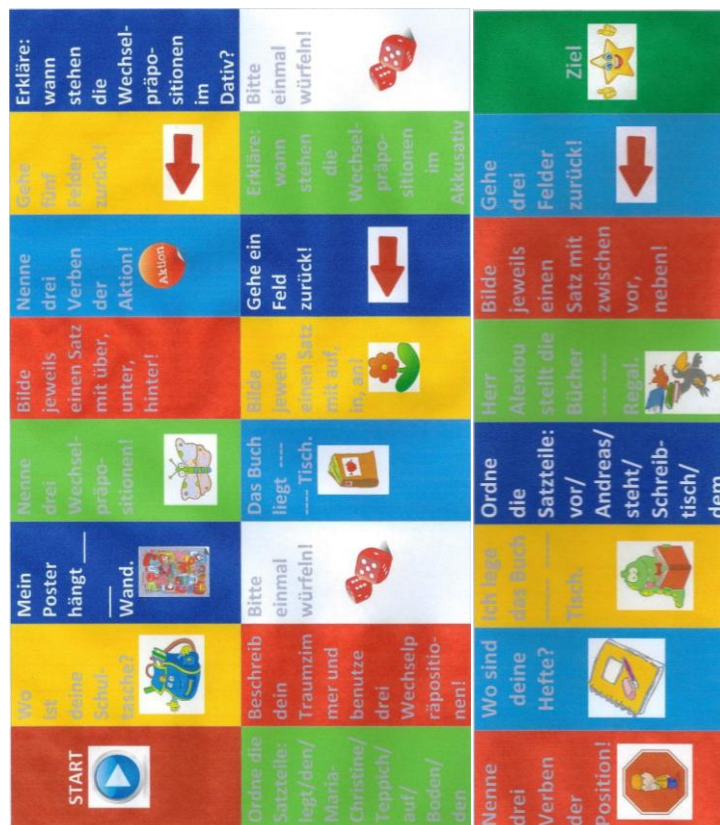 START
Wo
ist
deine
Schul-
tasche?
Mein
Poster
hängt __
__ Wand.
Nenne
drei
Wechsel-
präpo-
sitionen!
Bilde
jeweils
einen Satz
mit über,
unter,
hinter!
Nenne
drei
Verben
der
Aktion!
Aktion
Gehe
fünf
Felder
zurück!
Erkläre:
wann
stehen
die
Wechsel-
präpo-
sitionen
im
Dativ?
Ordne die
Satzteile:
legt/den/
Maria-
Christine/
Teppich/
auf/
Boden/
den
Beschreib
dein
Traumzim
mer und
benutze
drei
Wechselp
räpositio-
nen!
Bitte
einmal
würfeln!
Das Buch
liegt ----
---- Tisch.
Bilde
jeweils
einen Satz
mit auf,
in, an!
Gehe ein
Feld
zurück!
Erkläre:
wann
stehen
die
Wechsel-
präpo-
sitionen
im
Akkusativ
Bitte
einmal
würfeln!
Nenne
drei
Verben
der
Position!
Wo sind
deine
Hefte?
Ich lege
das Buch
---- ----
Tisch.
Ordne
die
Satzteile:
vor/
Andreas/
steht/
Schreib-
tisch/
dem
Herr
Alexiou
stellt die
Bücher
---- ----
Regal.
Bilde
jeweils
einen
Satz mit
zwischen
vor,
neben!
Gehe
drei
Felder
zurück!
Ziel